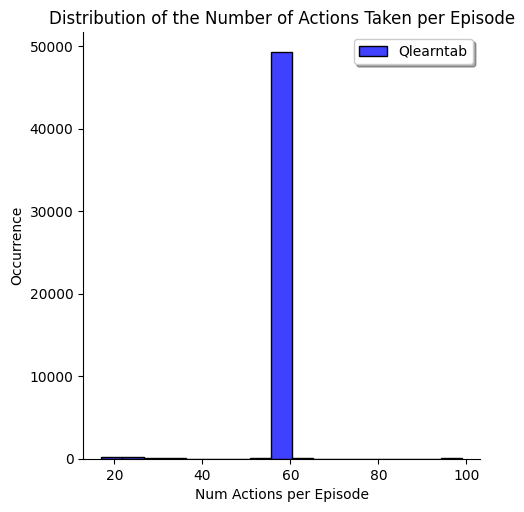 Distribution of the Number of Actions Taken per Episode
Qlearntab
50000
40000
30000
20000
10000
0
Occurrence
20 40 60 80 100
Num Actions per Episode